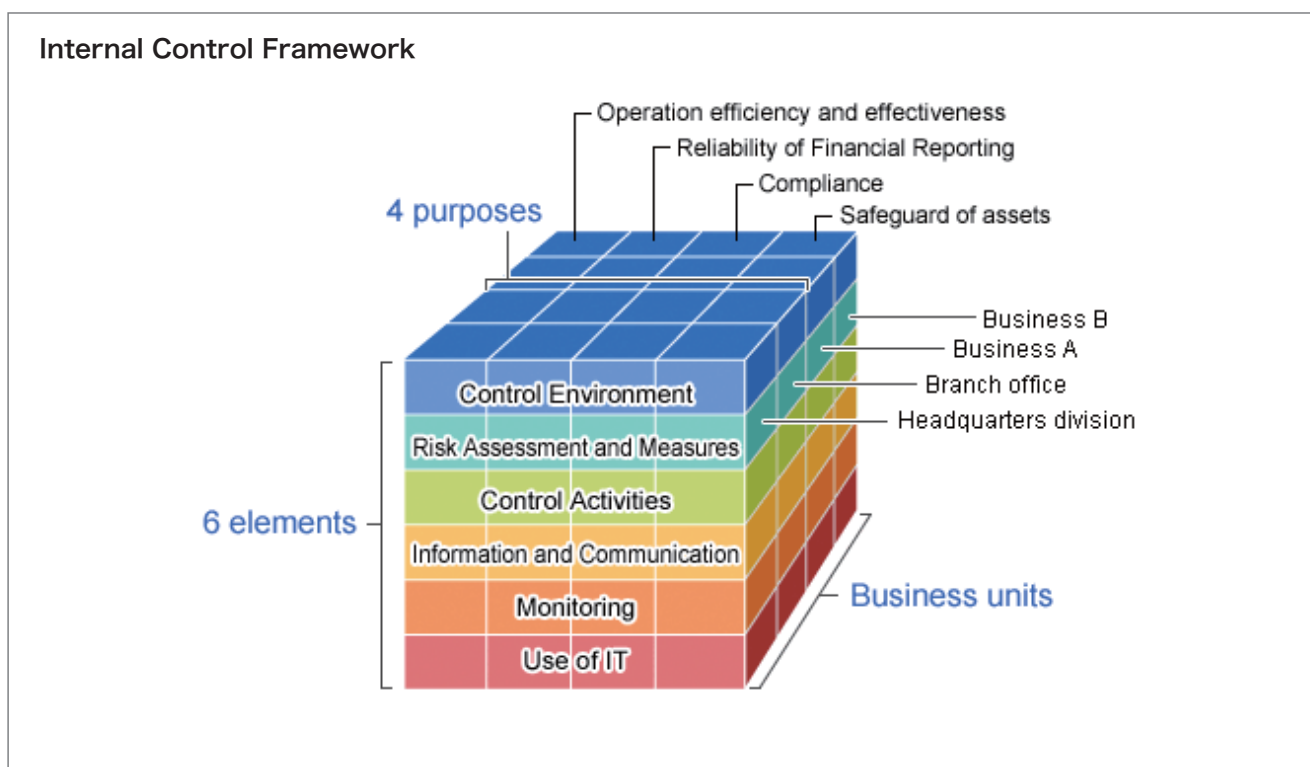 Internal Control Framework
Operation efficiency and effectiveness
Reliability of Financial Reporting
Compliance
4 purposes
Safeguard of assets
Business B
Business A
Branch office
Headquarters division
Control Environment
Risk Assessment and Measures
Control Activities
6 elements
Information and Communication
Business units
Monitoring
Use of IT